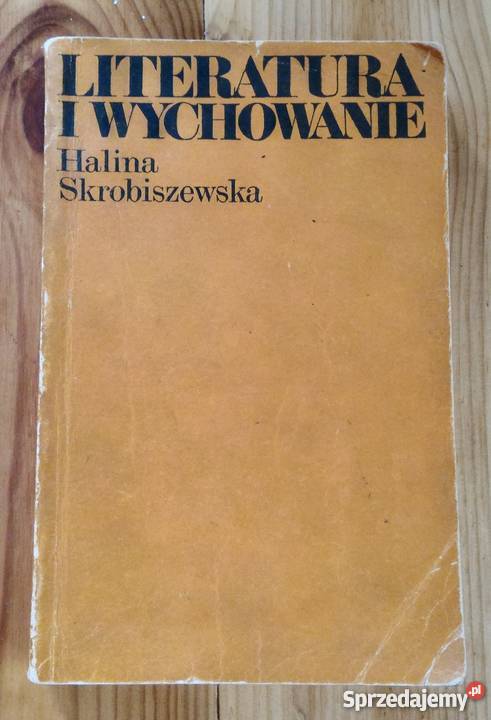 LITERATURA
I WYCHOWANIE
Halina
Skrobiszewska
Sprzedajemy.pl